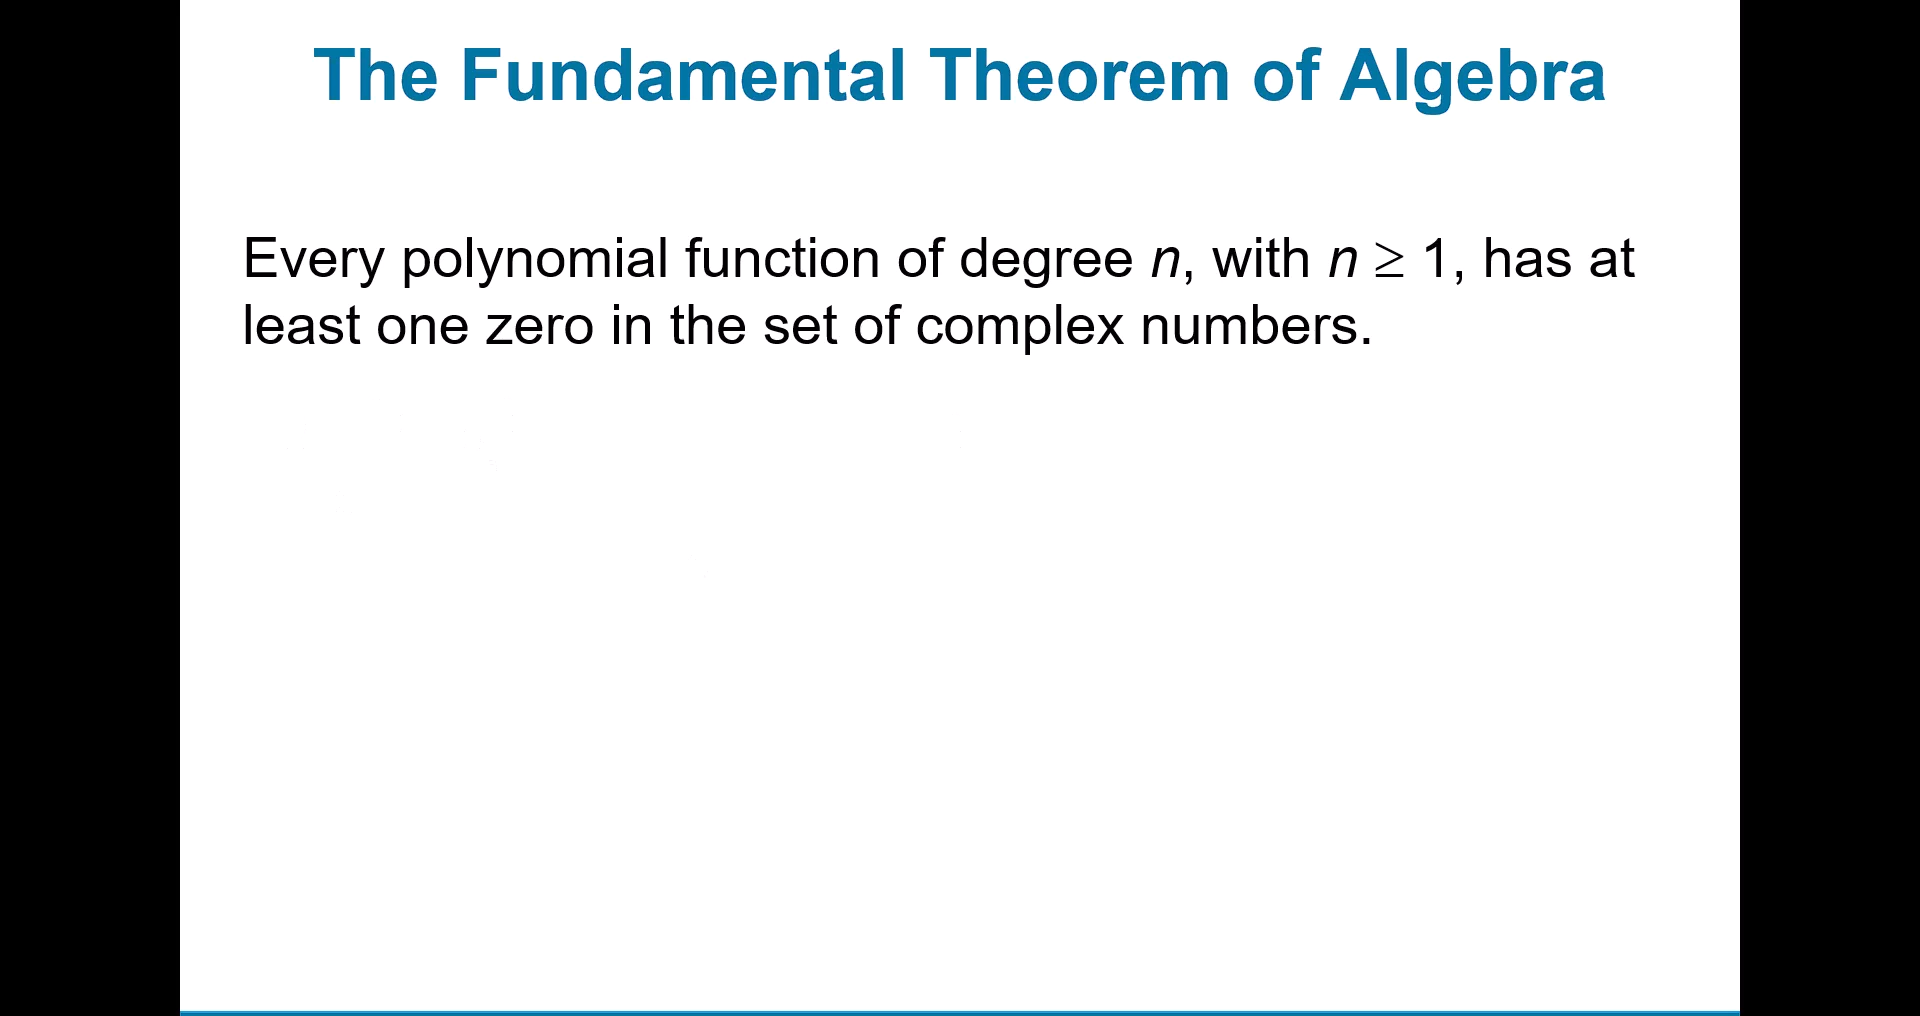 The Fundamental Theorem of Algebra
Every polynomial function of degree n, with n ≥ 1, has at
least one zero in the set of complex numbers.